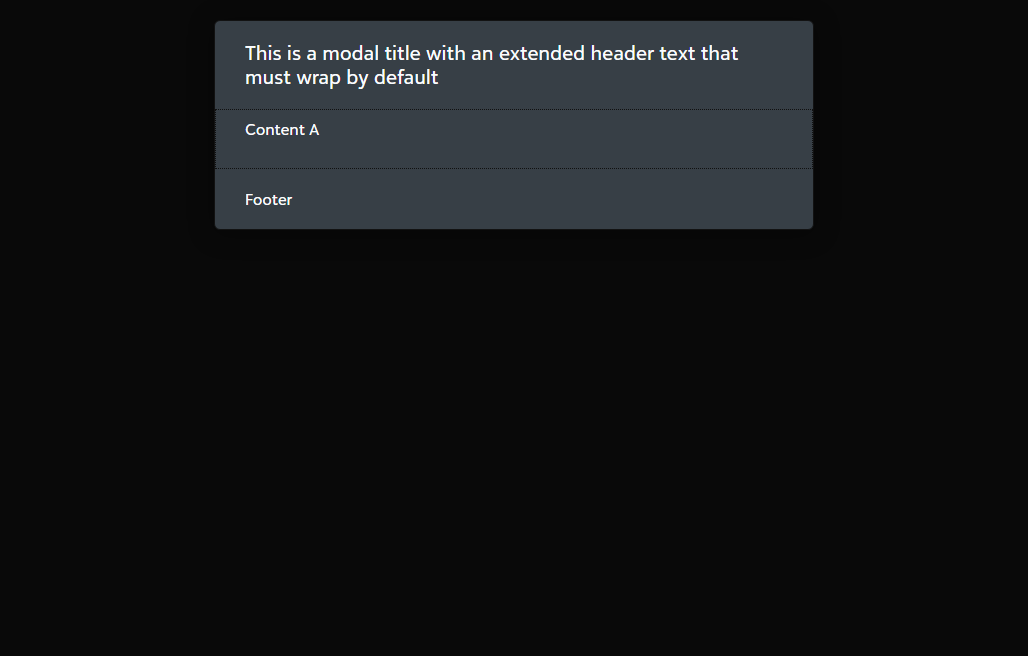 This is a modal title with an extended header text that
must wrap by default
Content A
Footer